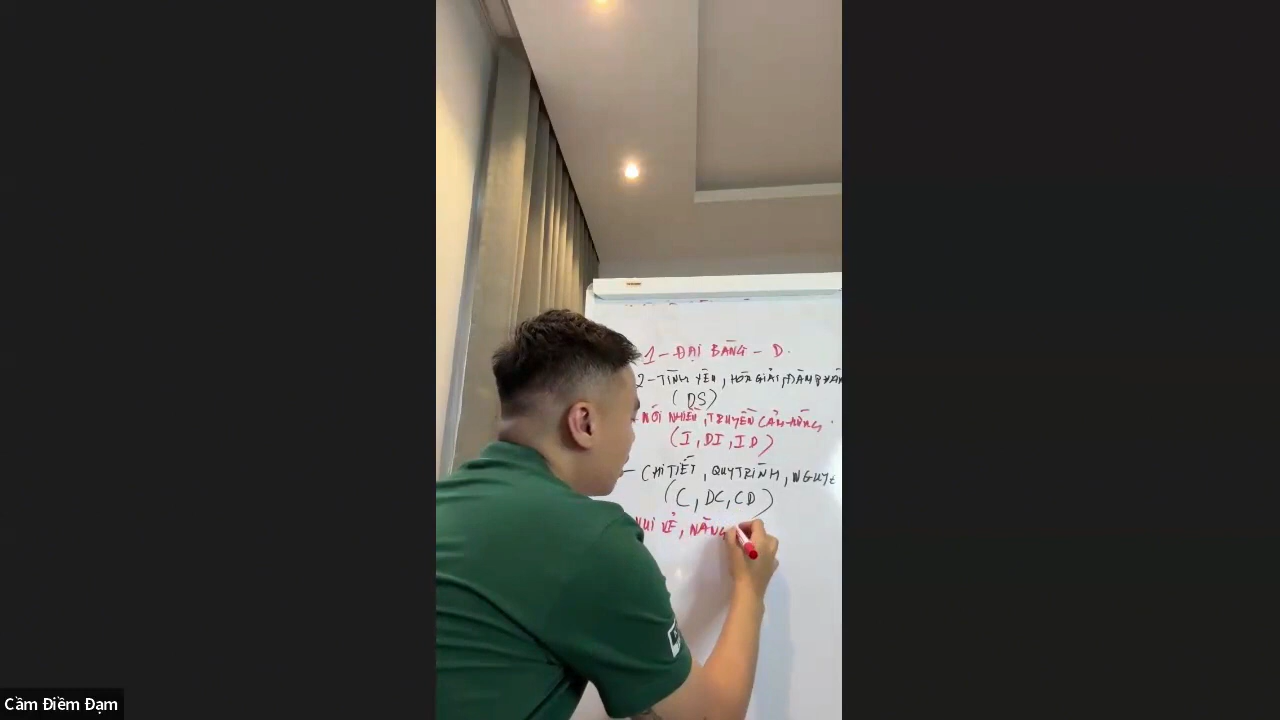 1 - ĐẠI BÀNG - D.
2 - TÌNH YÊU, HÒA GIẢI, ĐÀM PHÁN
(DS)
NÓI NHIỀU, TRUYỀN CẢM HỨNG.
(I, DI, ID)
- CHI TIẾT, QUY TRÌNH, NGUYÊ
(C, DC, CD)
VUI VẺ, NĂNG
Cầm Điềm Đạm